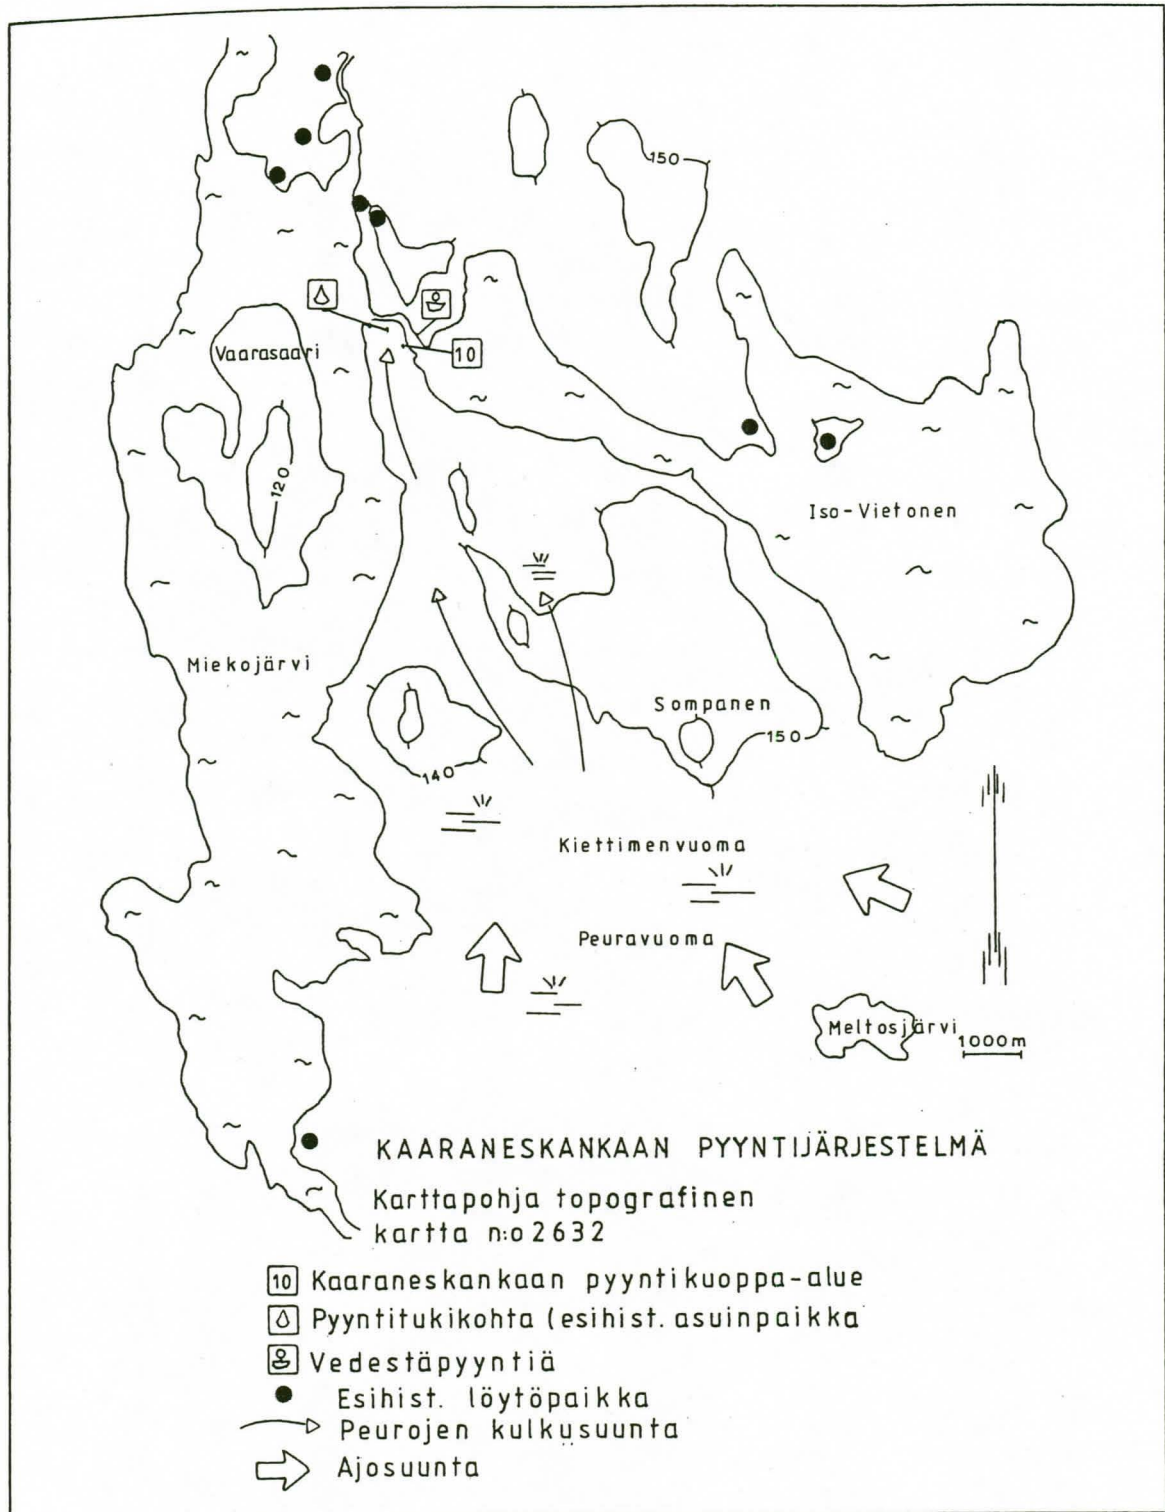 150
Vaarasaari
10
120
Iso-Vietonen
Miekojärvi
Sompanen
150
140
Kiettimenvuoma
Peuravuoma
Meltosjärvi
1000m
KAARANESKANKAAN PYYNTIJÄRJESTELMÄ
Karttapohja topografinen
kartta n:o 2632
10 Kaaraneskankaan pyyntikuoppa-alue
Pyyntitukikohta (esihist. asuinpaikka
Vedestäpyyntiä
Esihist. löytöpaikka
Peurojen kulkusuunta
Ajosuunta